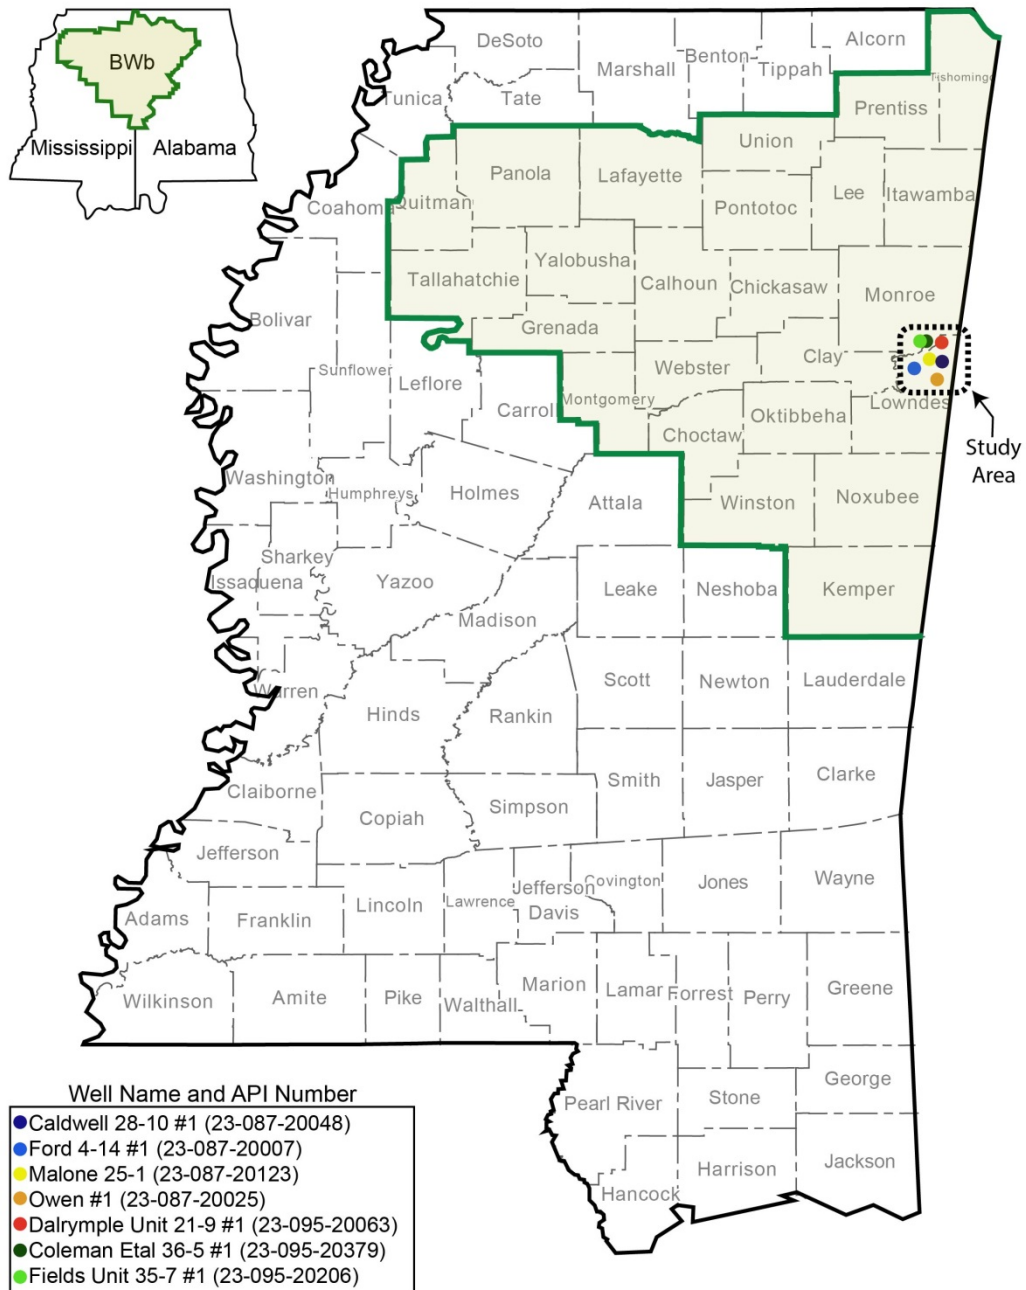 BWb
Mississippi Alabama
DeSoto
Marshall
Benton
Tippah
Alcorn
Tishomingo
Tunica
Tate
Prentiss
Union
Panola
Lafayette
Coahoma
Quitman
Pontotoc
Lee
Itawamba
Tallahatchie
Yalobusha
Calhoun
Chickasaw
Monroe
Bolivar
Grenada
Sunflower
Leflore
Webster
Clay
Carroll
Montgomery
Oktibbeha
Lowndes
Choctaw
Study
Area
Washington
Humphreys
Holmes
Attala
Winston
Noxubee
Sharkey
Issaquena
Yazoo
Leake
Neshoba
Kemper
Madison
Warren
Hinds
Rankin
Scott
Newton
Lauderdale
Claiborne
Copiah
Simpson
Smith
Jasper
Clarke
Jefferson
Adams
Franklin
Lincoln
Lawrence
Jefferson
Davis
Covington
Jones
Wayne
Wilkinson
Amite
Pike
Walthall
Marion
Lamar
Forrest
Perry
Greene
Pearl River
Stone
George
Hancock
Harrison
Jackson
Well Name and API Number
Caldwell 28-10 #1 (23-087-20048)
Ford 4-14 #1 (23-087-20007)
Malone 25-1 (23-087-20123)
Owen #1 (23-087-20025)
Dalrymple Unit 21-9 #1 (23-095-20063)
Coleman Etal 36-5 #1 (23-095-20379)
Fields Unit 35-7 #1 (23-095-20206)